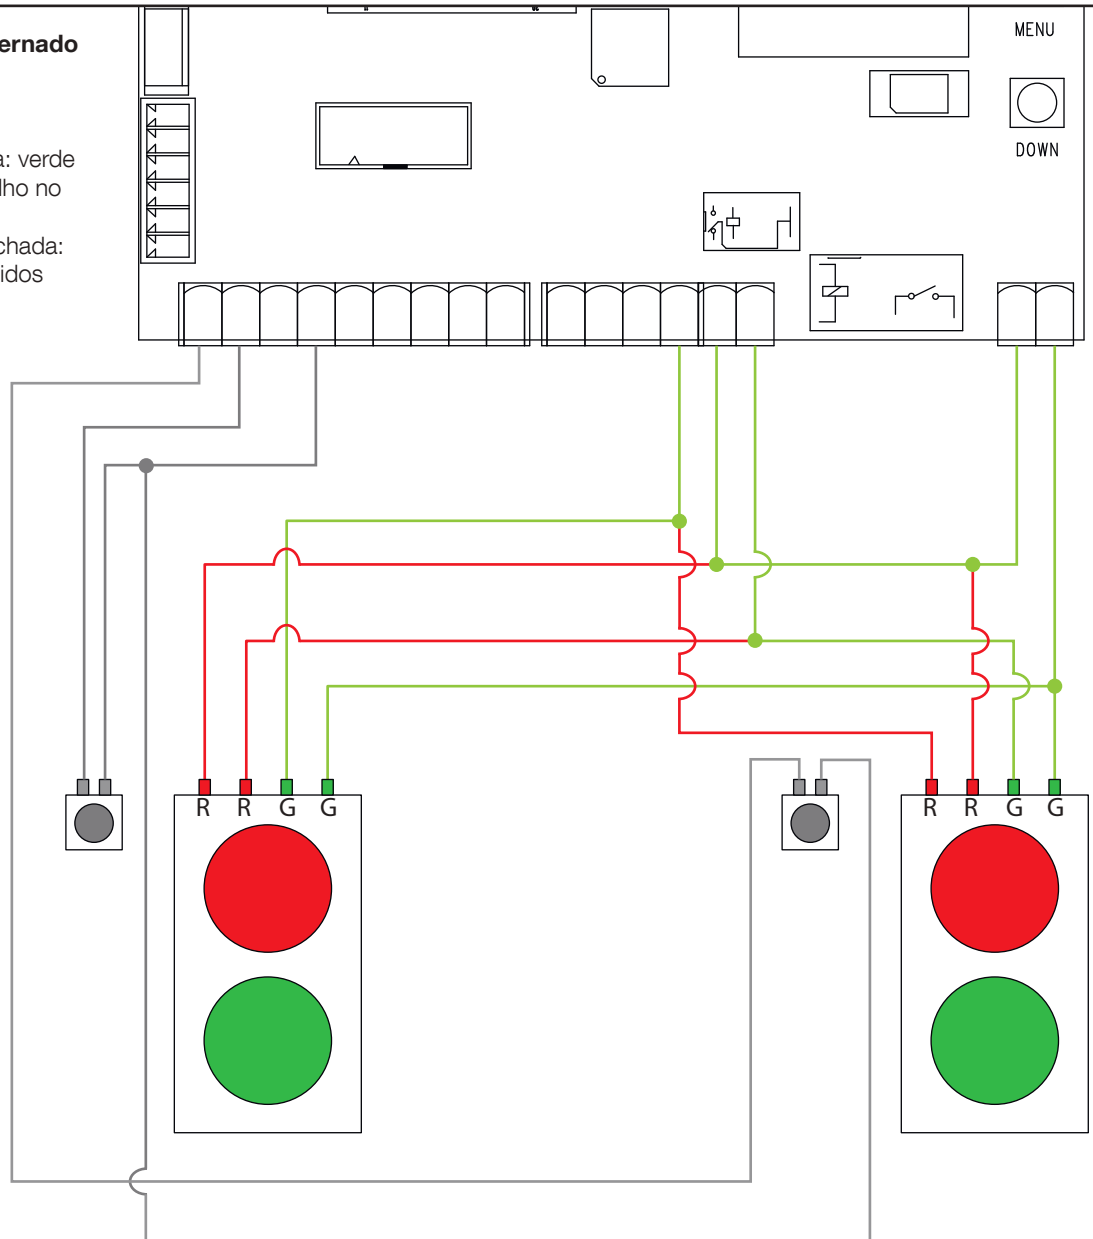 ernado
MENU
DOWN
a: verde
lho no
chada:
idos
R R G G
R R G G